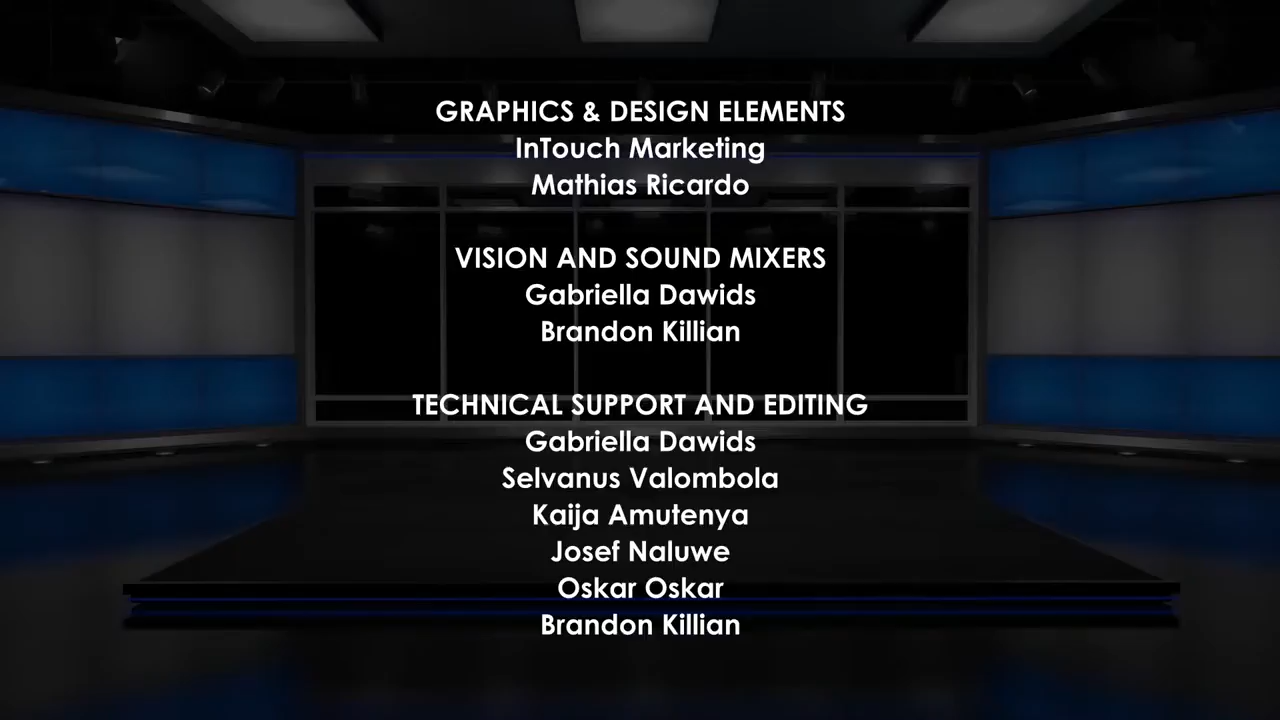 GRAPHICS & DESIGN ELEMENTS
InTouch Marketing
Mathias Ricardo
VISION AND SOUND MIXERS
Gabriella Dawids
Brandon Killian
TECHNICAL SUPPORT AND EDITING
Gabriella Dawids
Selvanus Valombola
Kaija Amutenya
Josef Naluwe
Oskar Oskar
Brandon Killian